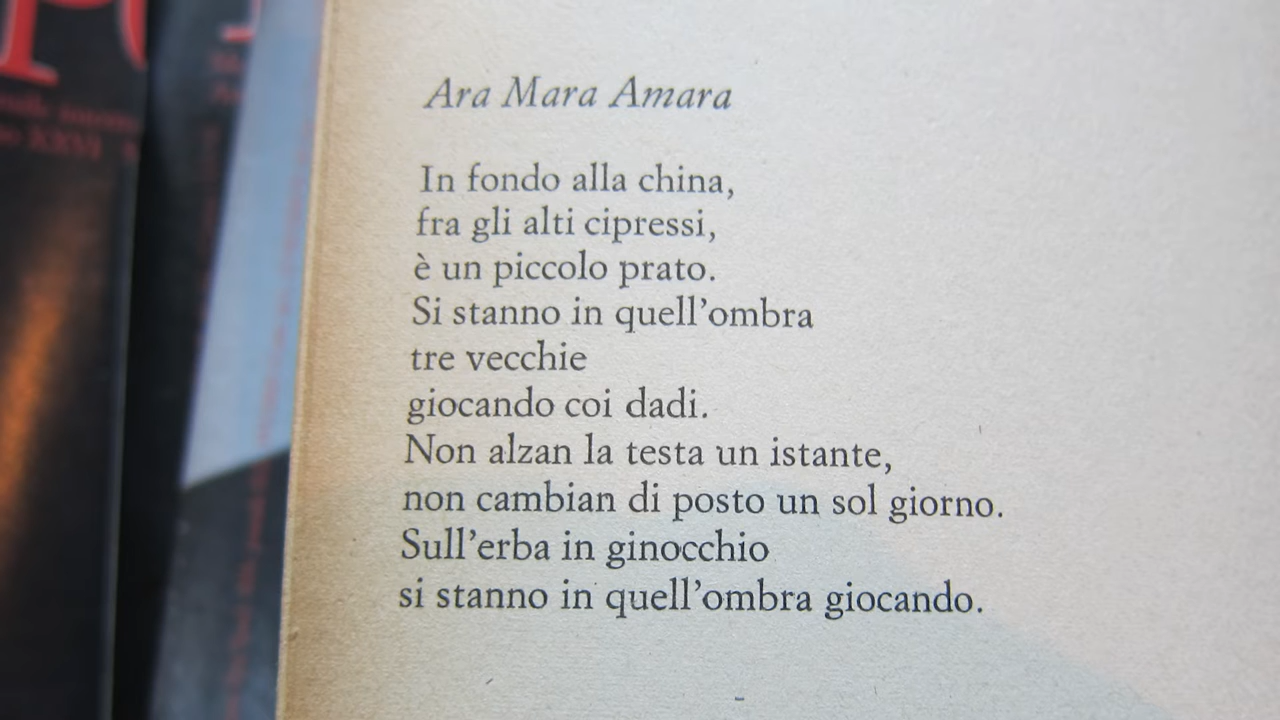 Ara Mara Amara
In fondo alla china,
fra gli alti cipressi,
è un piccolo prato.
Si stanno in quell'ombra
tre vecchie
giocando coi dadi.
Non alzan la testa un istante,
non cambian di posto un sol giorno.
Sull'erba in ginocchio
si stanno in quell'ombra giocando.